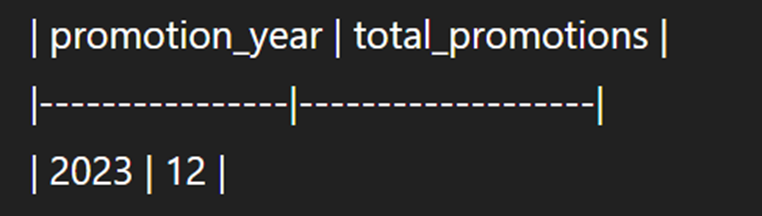 | promotion_year | total_promotions |
|----------------|-------------------|
| 2023 | 12 |